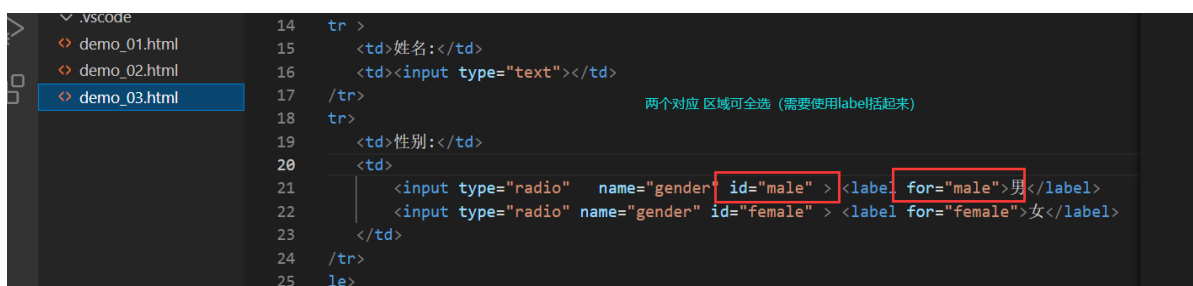 .vscode
demo_01.html
demo_02.html
demo_03.html
14 tr >
15 <td>姓名:</td>
16 <td><input type="text"></td>
17 /tr>
两个对应 区域可全选（需要使用label括起来）
18 tr>
19 <td>性别:</td>
20 <td>
21 <input type="radio"   name="gender" id="male" > <label for="male">男</label>
22 <input type="radio" name="gender" id="female" > <label for="female">女</label>
23 </td>
24 /tr>
25 le>